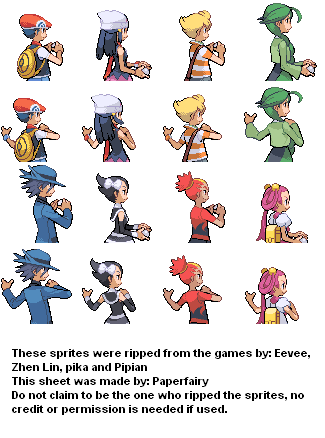 These sprites were ripped from the games by: Eevee,
Zhen Lin, pika and Pipian
This sheet was made by: Paperfairy
Do not claim to be the one who ripped the sprites, no
credit or permission is needed if used.